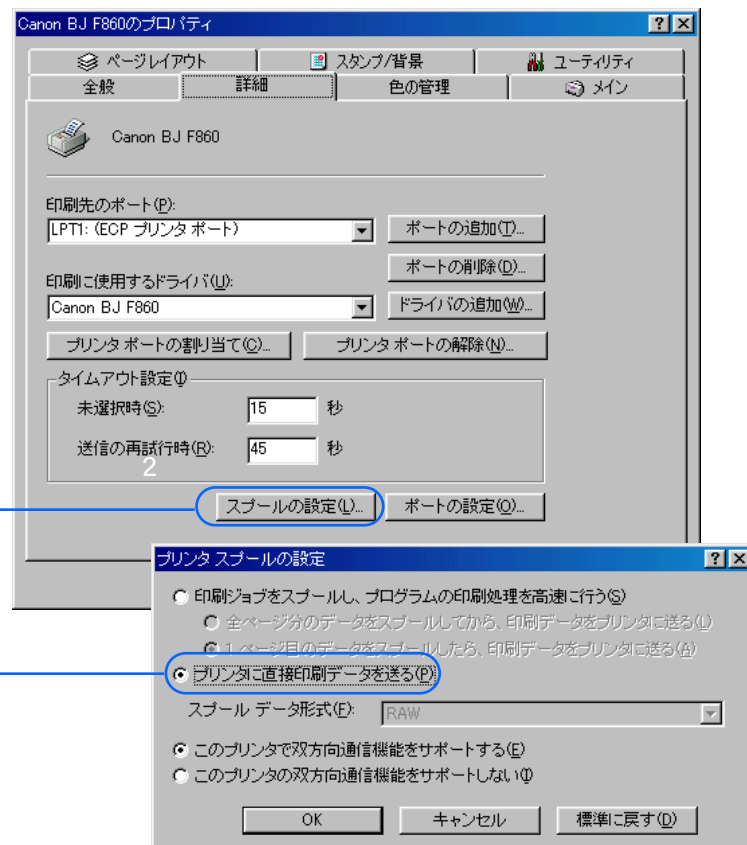 Canon BJ F860のプロパティ
ページレイアウト スタンプ/背景 ユーティリティ
全般 詳細 色の管理 メイン
Canon BJ F860
印刷先のポート(P):
LPT1: (ECP プリンタ ポート) ポートの追加(T)...
ポートの削除(D)...
印刷に使用するドライバ(U):
Canon BJ F860 ドライバの追加(W)...
プリンタ ポートの割り当て(C)... プリンタ ポートの解除(N)...
タイムアウト設定(I)
未選択時(S): 15 秒
送信の再試行時(R): 45 秒
2
スプールの設定(L)... ポートの設定(O)...
プリンタ スプールの設定
印刷ジョブをスプールし、プログラムの印刷処理を高速に行う(S)
全ページ分のデータをスプールしてから、印刷データをプリンタに送る(L)
1 ページ目のデータをスプールしたら、印刷データをプリンタに送る(A)
プリンタに直接印刷データを送る(P)
スプール データ形式(F): RAW
このプリンタで双方向通信機能をサポートする(E)
このプリンタの双方向通信機能をサポートしない(I)
OK キャンセル 標準に戻す(D)